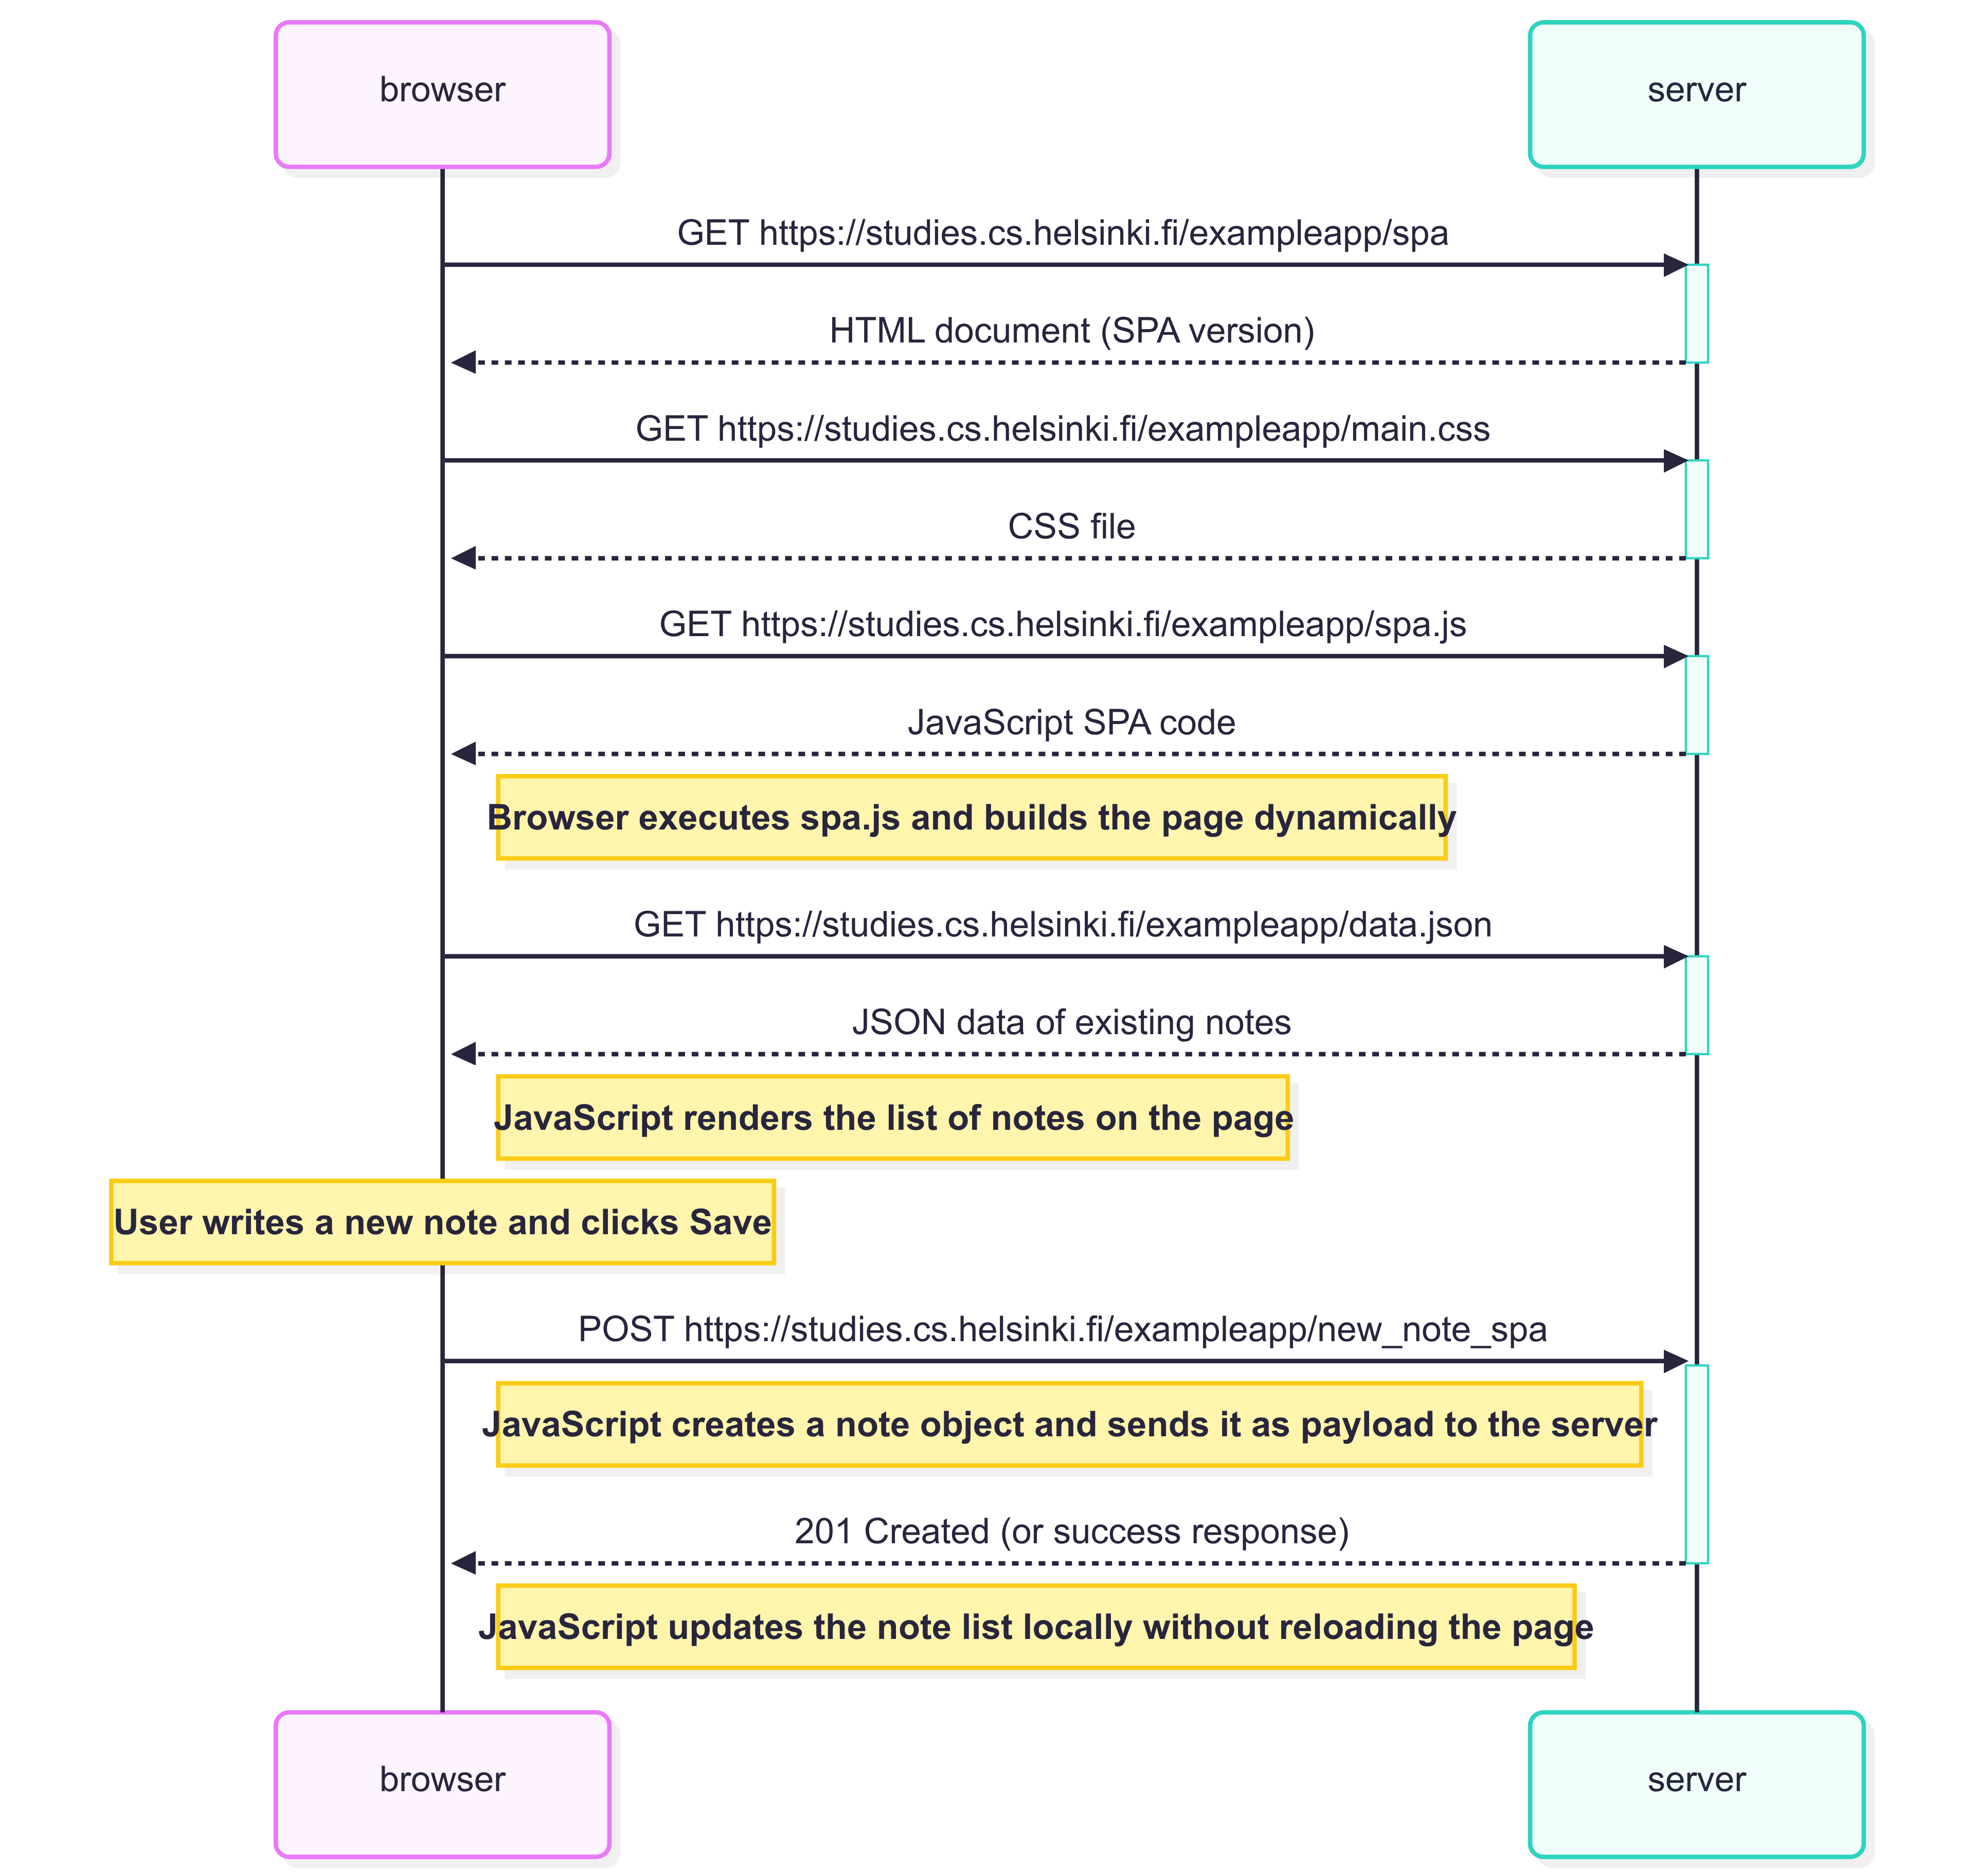 browser
server
GET https://studies.cs.helsinki.fi/exampleapp/spa
HTML document (SPA version)
GET https://studies.cs.helsinki.fi/exampleapp/main.css
CSS file
GET https://studies.cs.helsinki.fi/exampleapp/spa.js
JavaScript SPA code
Browser executes spa.js and builds the page dynamically
GET https://studies.cs.helsinki.fi/exampleapp/data.json
JSON data of existing notes
JavaScript renders the list of notes on the page
User writes a new note and clicks Save
POST https://studies.cs.helsinki.fi/exampleapp/new_note_spa
JavaScript creates a note object and sends it as payload to the server
201 Created (or success response)
JavaScript updates the note list locally without reloading the page
browser
server